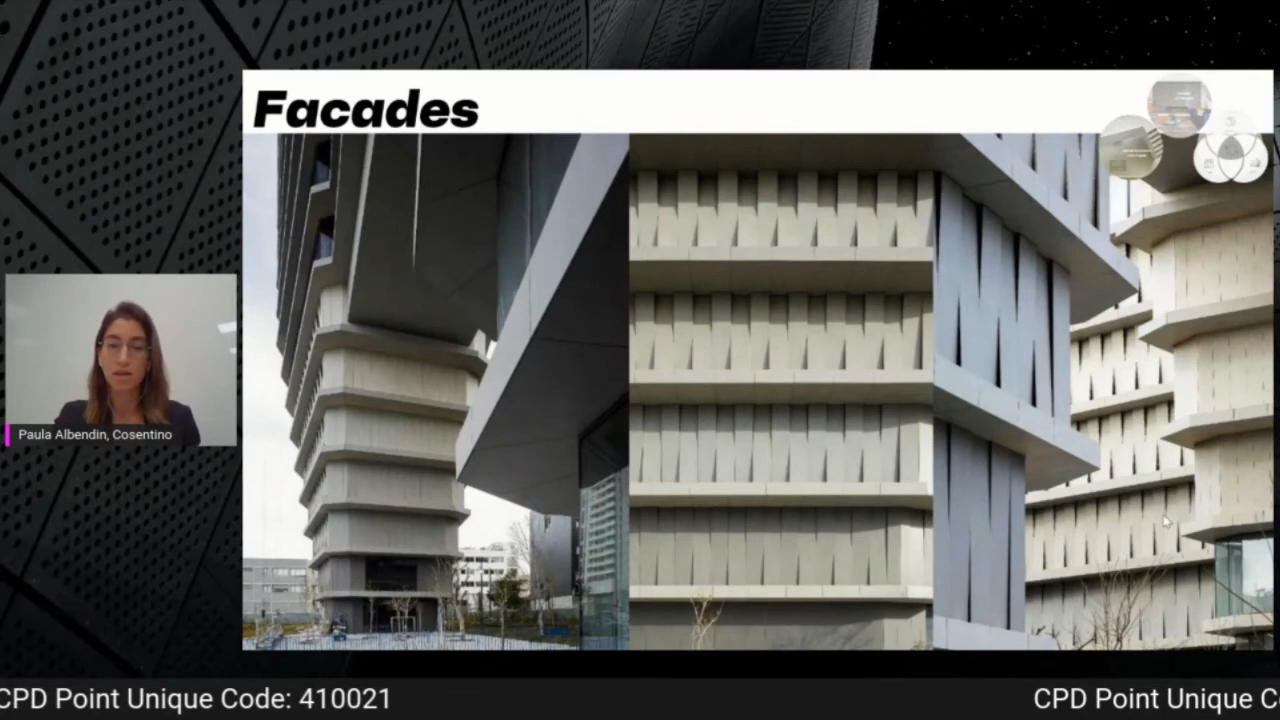 Facades
Paula Albendin, Cosentino
CPD Point Unique Code: 410021
CPD Point Unique C